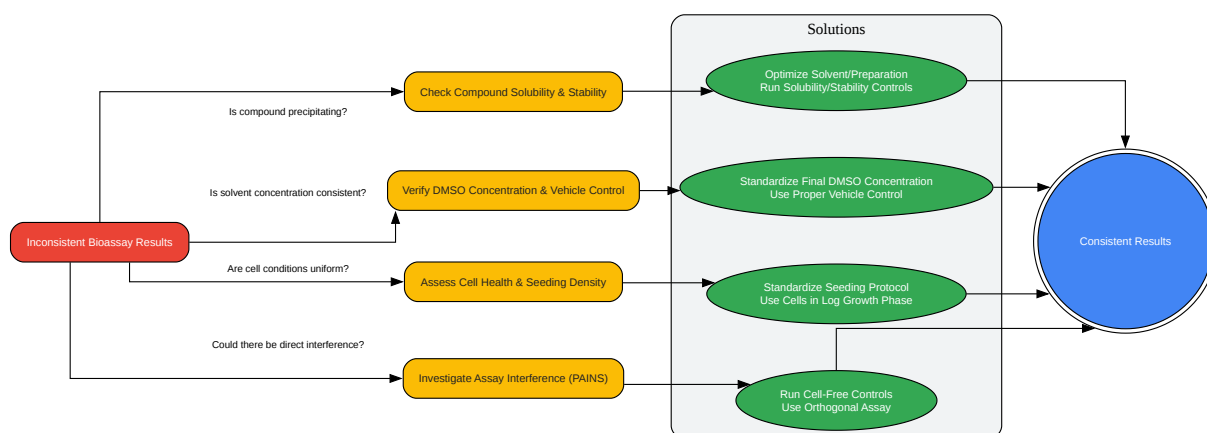 Solutions
Optimize Solvent/Preparation
Run Solubility/Stability Controls
Check Compound Solubility & Stability
Is compound precipitating?
Standardize Final DMSO Concentration
Use Proper Vehicle Control
Is solvent concentration consistent?
Verify DMSO Concentration & Vehicle Control
Inconsistent Bioassay Results
Consistent Results
Are cell conditions uniform?
Assess Cell Health & Seeding Density
Standardize Seeding Protocol
Use Cells in Log Growth Phase
Could there be direct interference?
Investigate Assay Interference (PAINS)
Run Cell-Free Controls
Use Orthogonal Assay